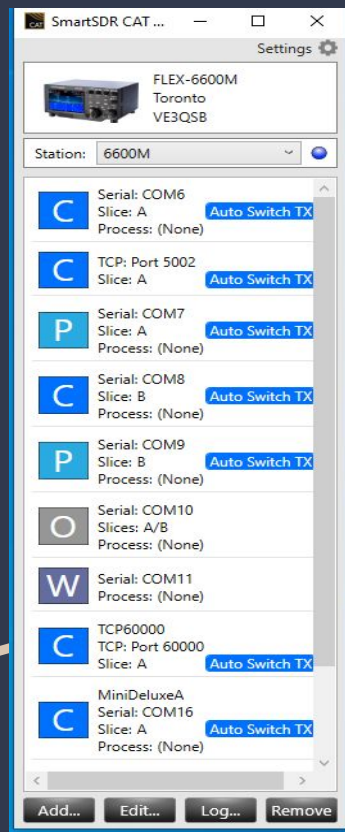 CAT
SmartSDR CAT ...
Settings
FLEX-6600M
Toronto
VE3QSB
Station: 6600M
C
Serial: COM6
Slice: A
Auto Switch TX
Process: (None)
C
TCP: Port 5002
Slice: A
Auto Switch TX
P
Serial: COM7
Slice: A
Auto Switch TX
Process: (None)
C
Serial: COM8
Slice: B
Auto Switch TX
Process: (None)
P
Serial: COM9
Slice: B
Auto Switch TX
Process: (None)
O
Serial: COM10
Slices: A/B
Process: (None)
W
Serial: COM11
Process: (None)
C
TCP60000
TCP: Port 60000
Slice: A
Auto Switch TX
C
MiniDeluxeA
Serial: COM16
Slice: A
Auto Switch TX
Process: (None)
Add... Edit... Log... Remove